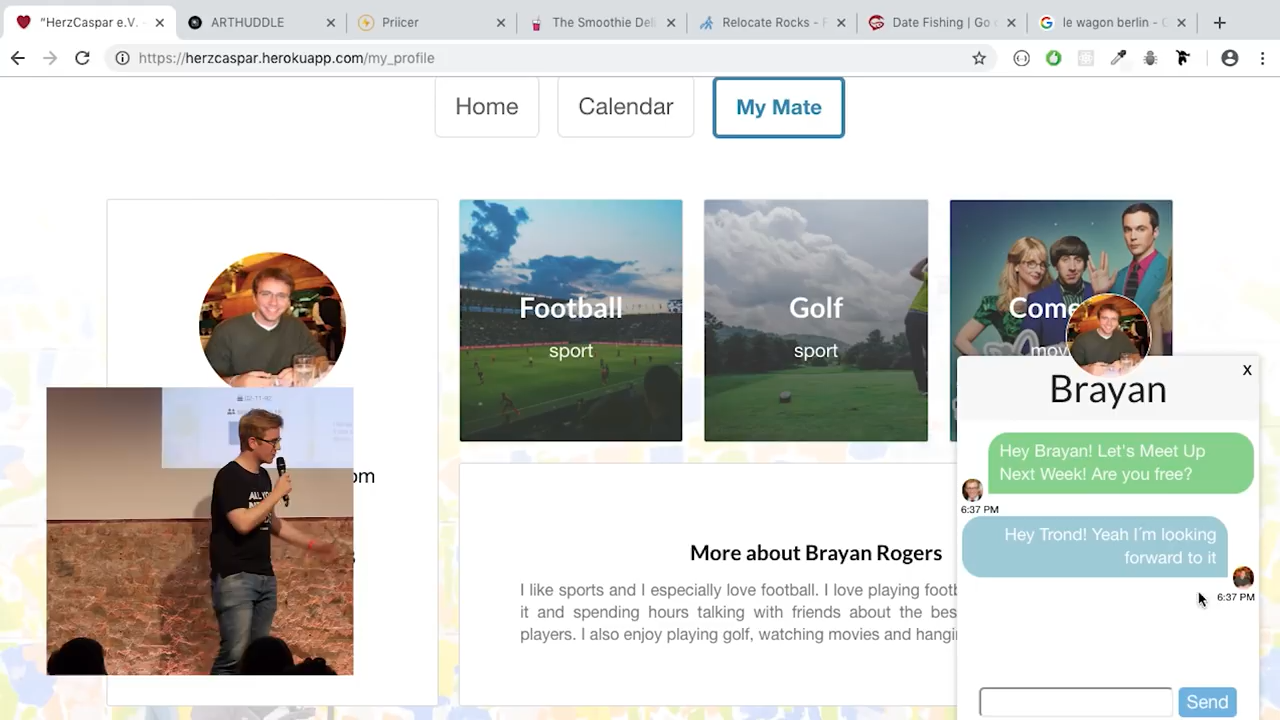 "HerzCaspar e.V. -
ARTHUDDLE
Priicer
The Smoothie Del
Relocate Rocks - F
Date Fishing | Go
le wagon berlin - G
https://herzcaspar.herokuapp.com/my_profile
Home
Calendar
My Mate
Football
sport
Golf
sport
Come
mov
om
ALL YO
More about Brayan Rogers
I like sports and I especially love football. I love playing footb
it and spending hours talking with friends about the bes
players. I also enjoy playing golf, watching movies and hangin
x
Brayan
Hey Brayan! Let's Meet Up
Next Week! Are you free?
6:37 PM
Hey Trond! Yeah I´m looking
forward to it
6:37 PM
Send